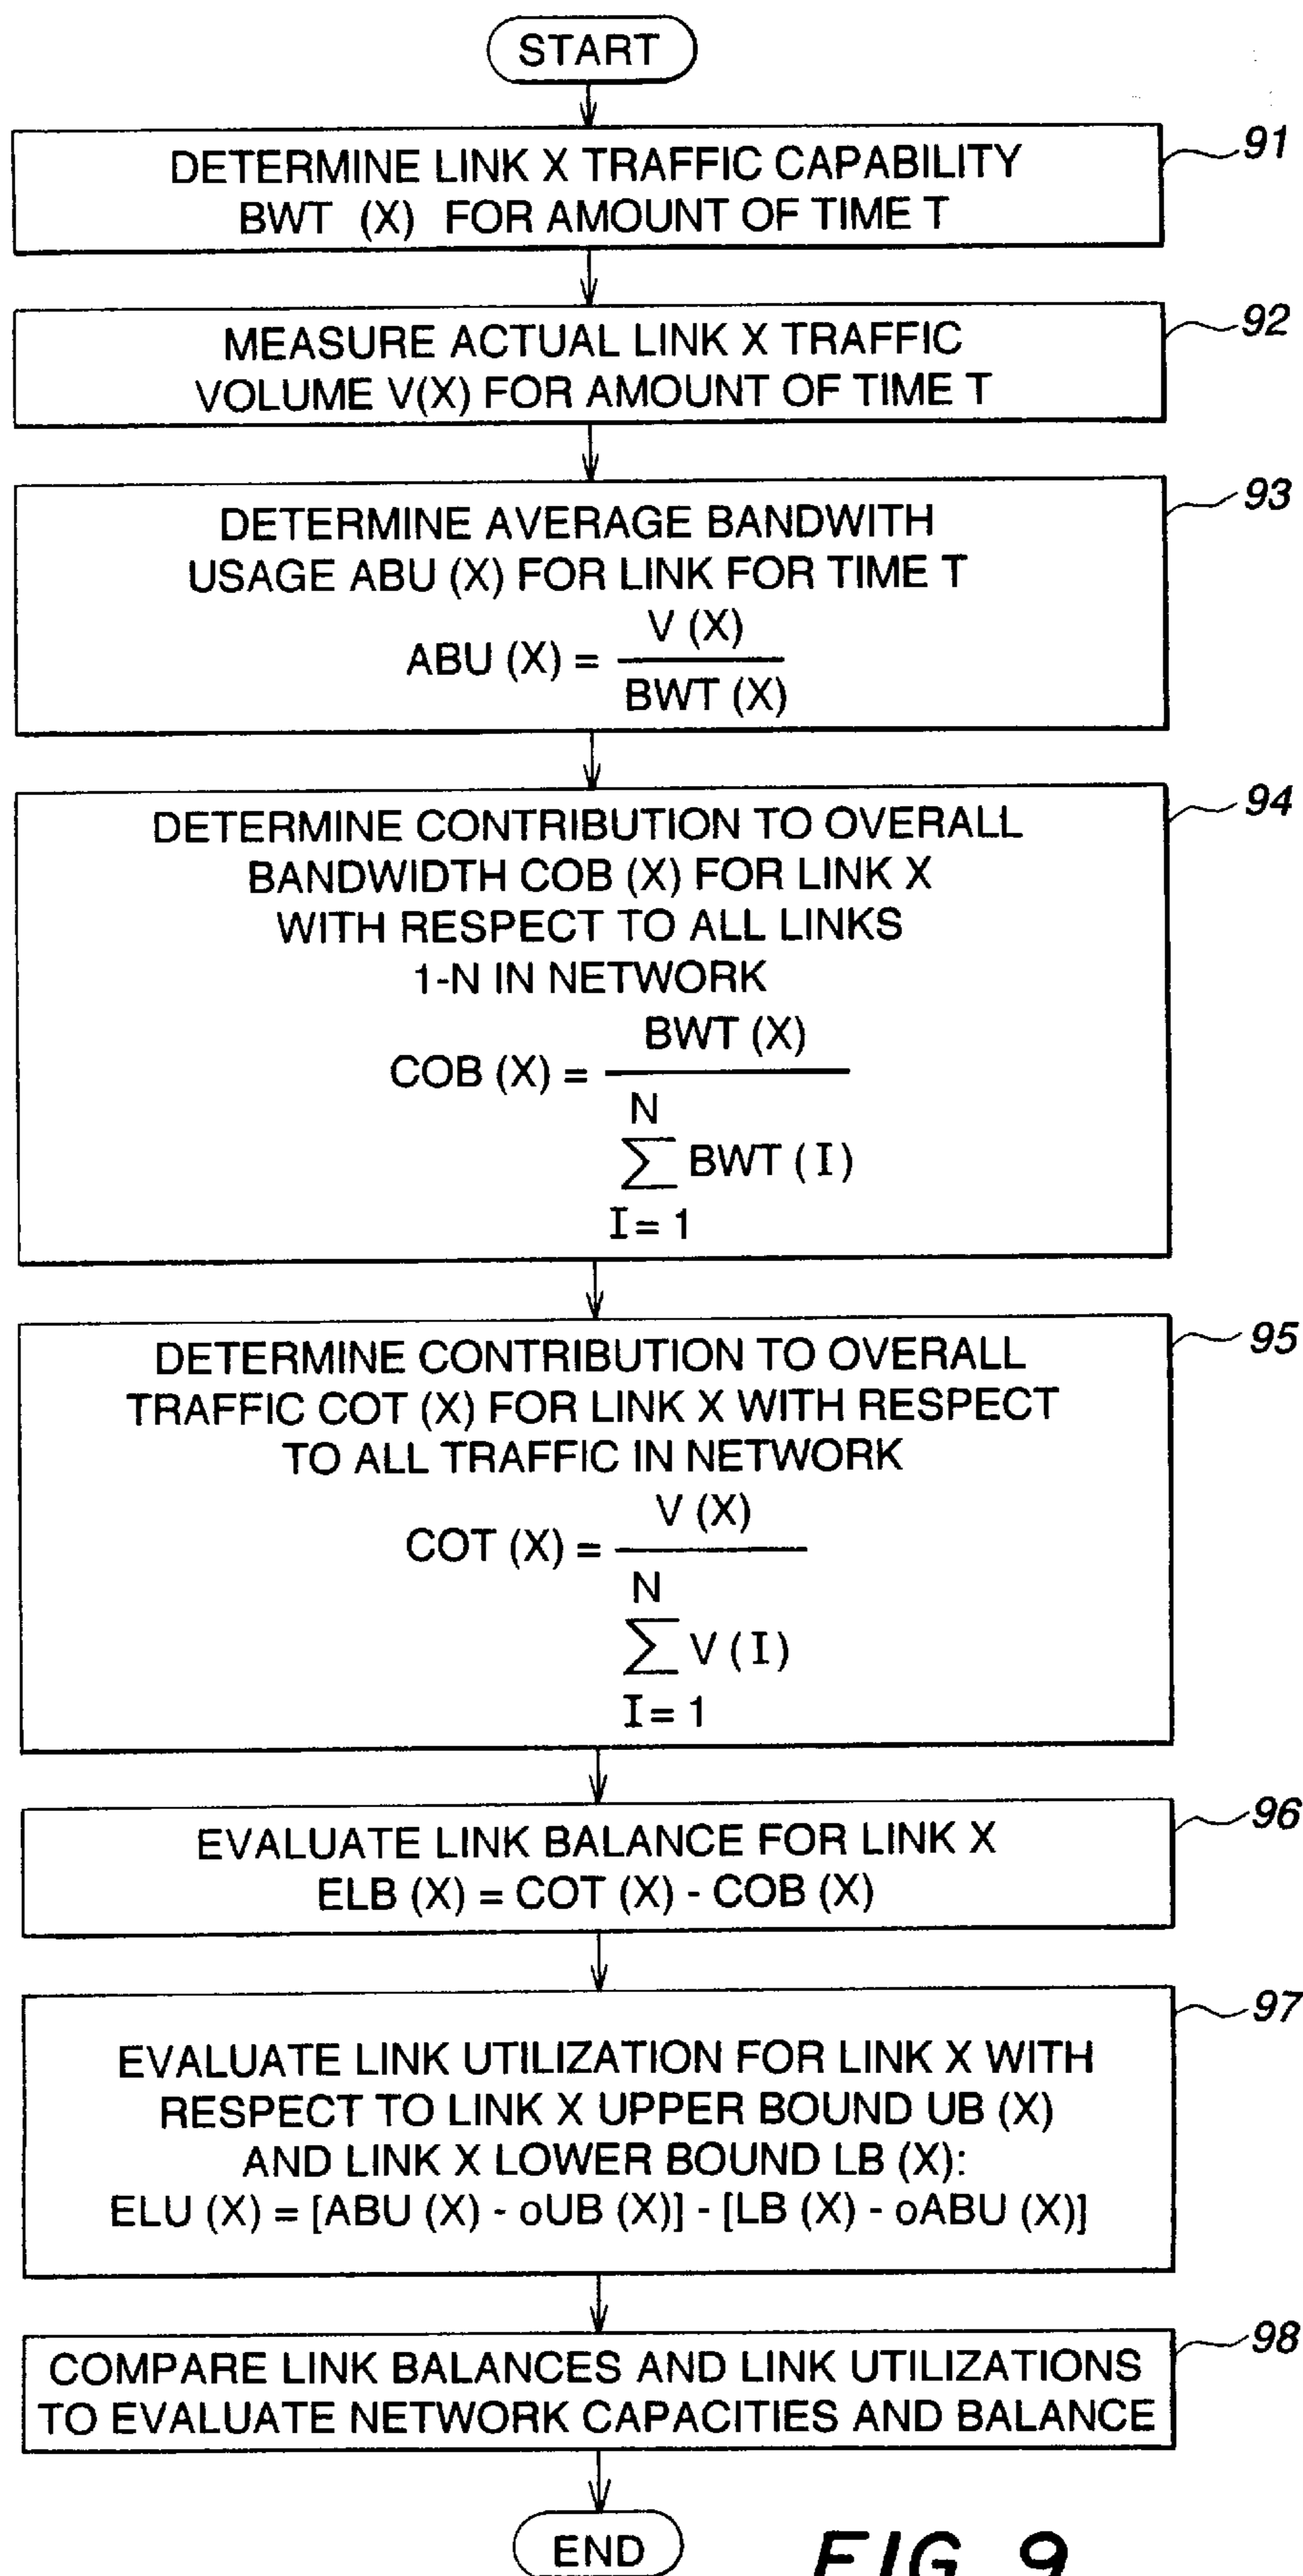 START
DETERMINE LINK X TRAFFIC CAPABILITY
BWT (X) FOR AMOUNT OF TIME T
91
MEASURE ACTUAL LINK X TRAFFIC
VOLUME V(X) FOR AMOUNT OF TIME T
92
DETERMINE AVERAGE BANDWITH
USAGE ABU (X) FOR LINK FOR TIME T
V (X)
ABU (X) =
BWT (X)
93
DETERMINE CONTRIBUTION TO OVERALL
BANDWIDTH COB (X) FOR LINK X
WITH RESPECT TO ALL LINKS
1-N IN NETWORK
BWT (X)
COB (X) =
N
∑ BWT (I)
I = 1
94
DETERMINE CONTRIBUTION TO OVERALL
TRAFFIC COT (X) FOR LINK X WITH RESPECT
TO ALL TRAFFIC IN NETWORK
V (X)
COT (X) =
N
∑ V (I)
I = 1
95
EVALUATE LINK BALANCE FOR LINK X
ELB (X) = COT (X) - COB (X)
96
EVALUATE LINK UTILIZATION FOR LINK X WITH
RESPECT TO LINK X UPPER BOUND UB (X)
AND LINK X LOWER BOUND LB (X):
ELU (X) = [ABU (X) - oUB (X)] - [LB (X) - oABU (X)]
97
COMPARE LINK BALANCES AND LINK UTILIZATIONS
TO EVALUATE NETWORK CAPACITIES AND BALANCE
98
END
FIG. 9